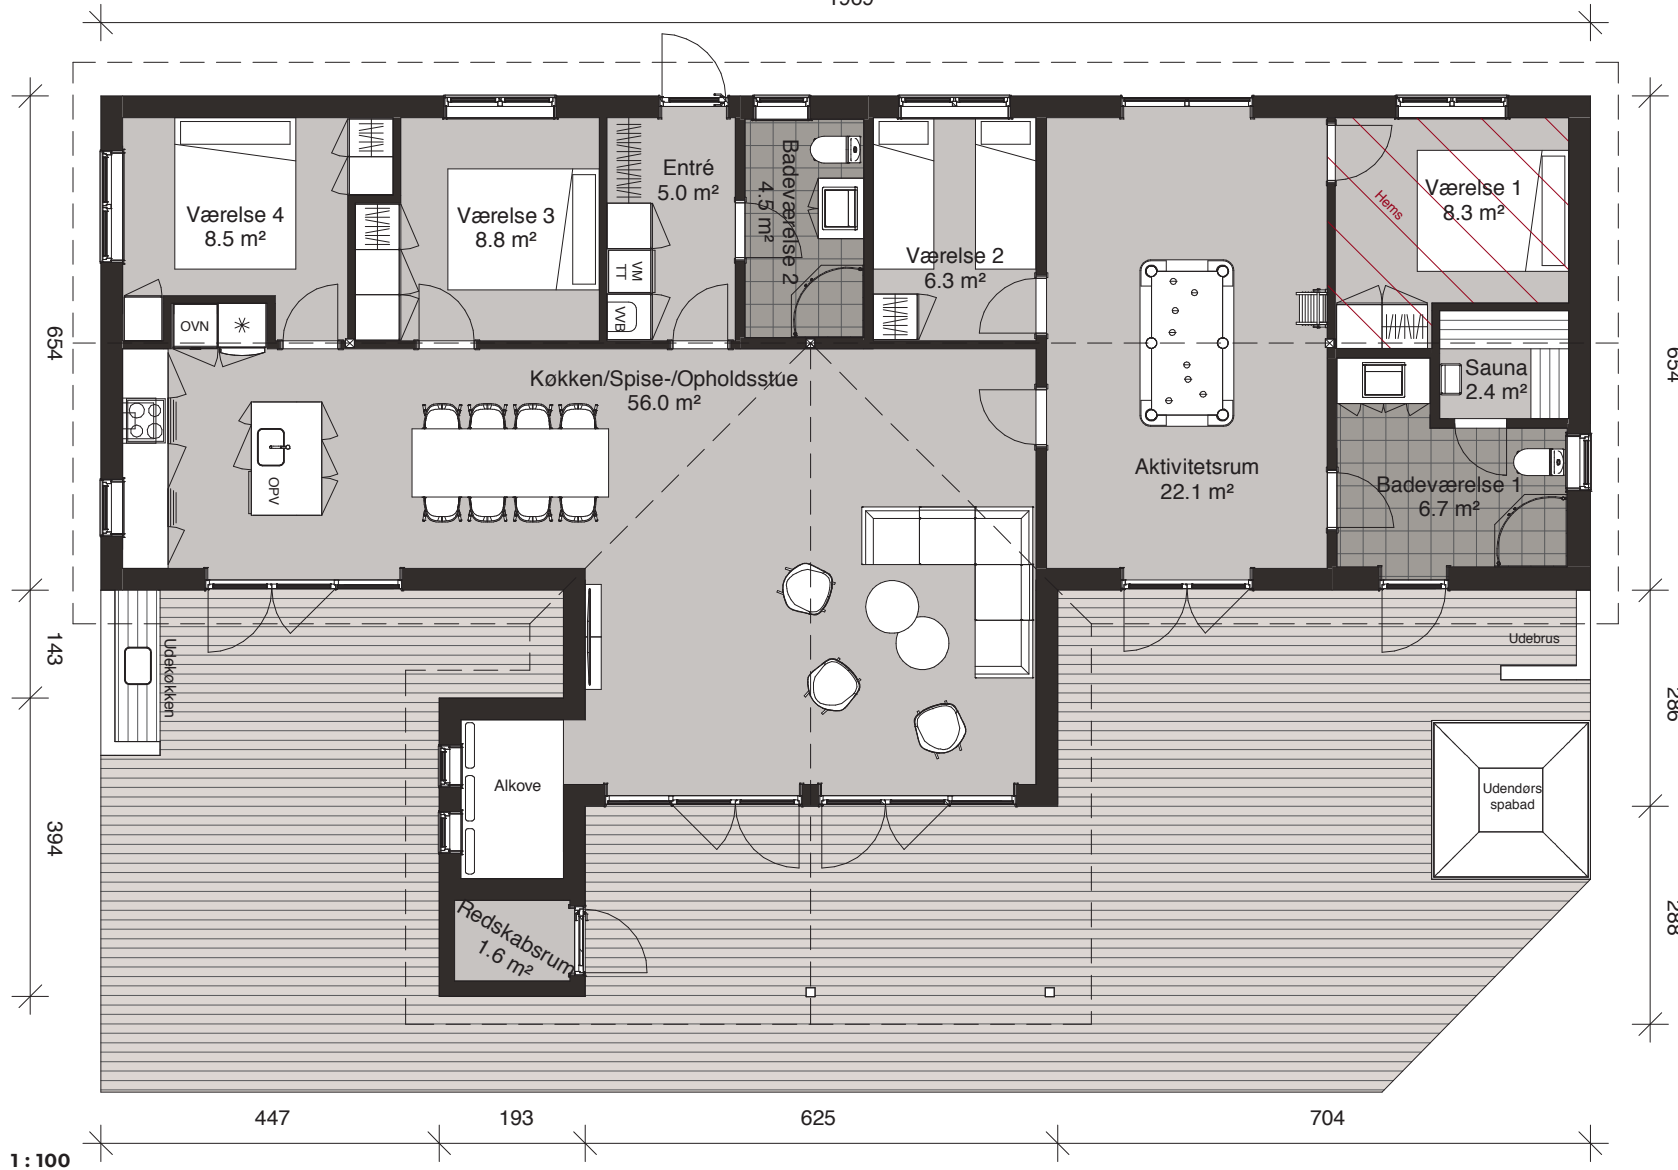 1969
Værelse 4
8.5 m²
Værelse 3
8.8 m²
Entré
5.0 m²
Badeværelse 2
4.5 m²
Værelse 2
6.3 m²
Værelse 1
8.3 m²
Hems
OVN
VM
TT
VVB
Køkken/Spise-/Opholdsstue
56.0 m²
Sauna
2.4 m²
Aktivitetsrum
22.1 m²
Badeværelse 1
6.7 m²
OPV
654
654
143
394
286
288
Udekøkken
Udebrus
Alkove
Udendørs
spabad
Redskabsrum
1.6 m²
447
193
625
704
1 : 100